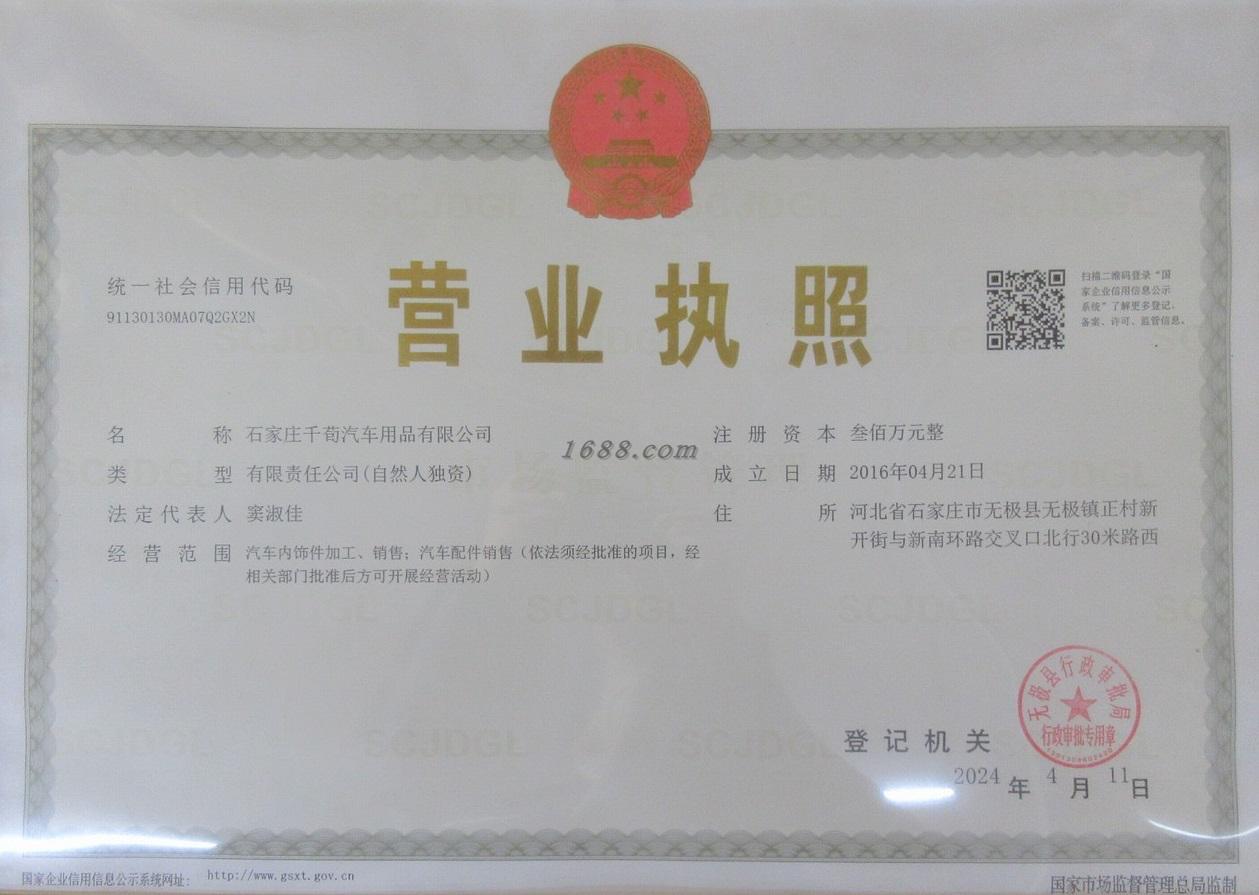 营业执照
统一社会信用代码
91130130MA07Q2GX2N
扫描二维码登录“国
家企业信用信息公示
系统”了解更多登记、
备案、许可、监管信息。
名称 石家庄千荀汽车用品有限公司
类型 有限责任公司(自然人独资)
法定代表人 窦淑佳
经营范围 汽车内饰件加工、销售；汽车配件销售（依法须经批准的项目，经
相关部门批准后方可开展经营活动）
1688.com
注册资本 叁佰万元整
成立日期 2016年04月21日
住所 河北省石家庄市无极县无极镇正村新
开街与新南环路交叉口北行30米路西
无极县行政审批局
行政审批专用章
登记机关
2024年4月11日
国家企业信用信息公示系统网址： http://www.gsxt.gov.cn
国家市场监督管理总局监制
SCJDGL